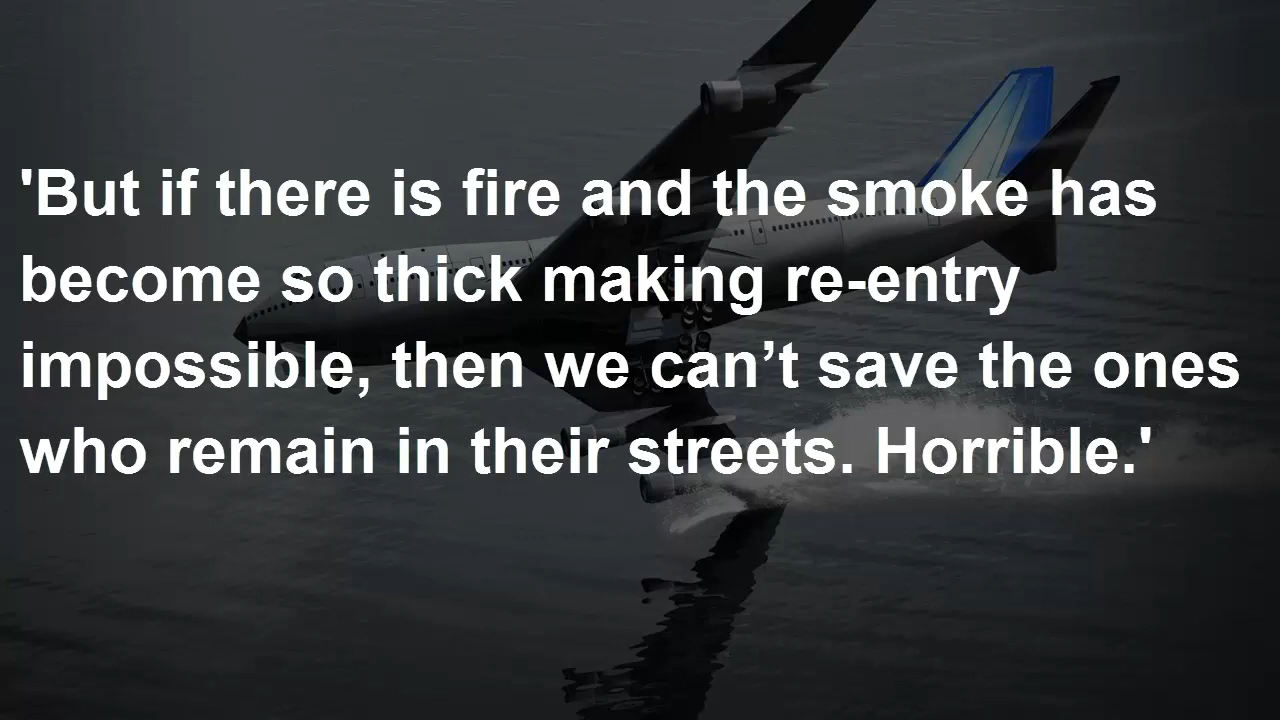 'But if there is fire and the smoke has
become so thick making re-entry
impossible, then we can’t save the ones
who remain in their streets. Horrible.'